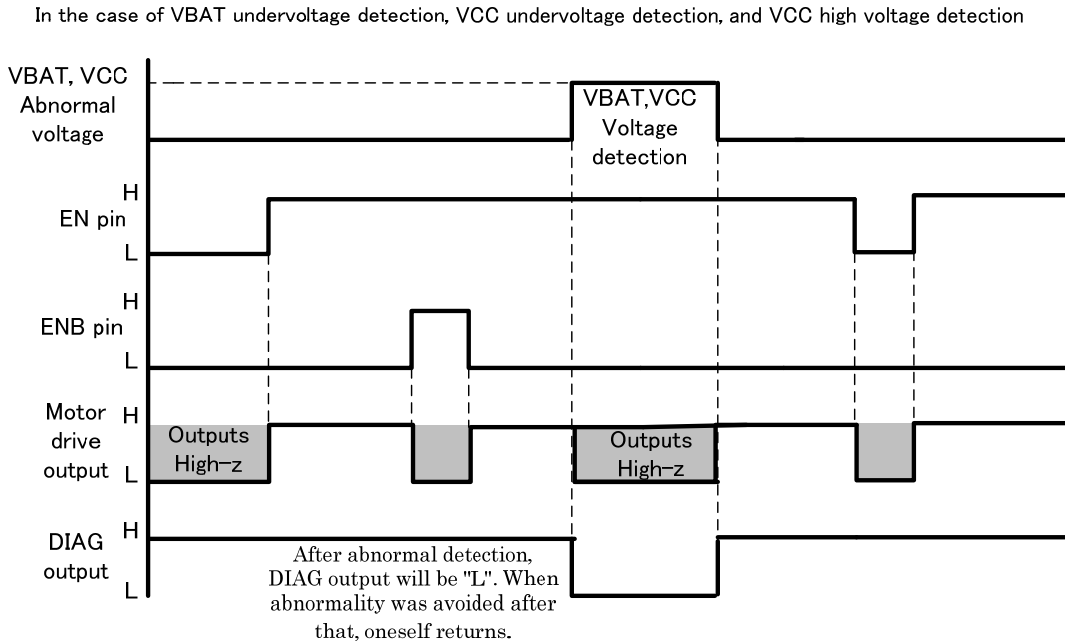 In the case of VBAT undervoltage detection, VCC undervoltage detection, and VCC high voltage detection
VBAT, VCC
Abnormal
voltage
VBAT,VCC
Voltage
detection
H
EN pin
L
H
ENB pin
L
Motor
drive
output
H
L
Outputs
High-z
Outputs
High-z
H
DIAG
output
L
After abnormal detection,
DIAG output will be "L". When
abnormality was avoided after
that, oneself returns.